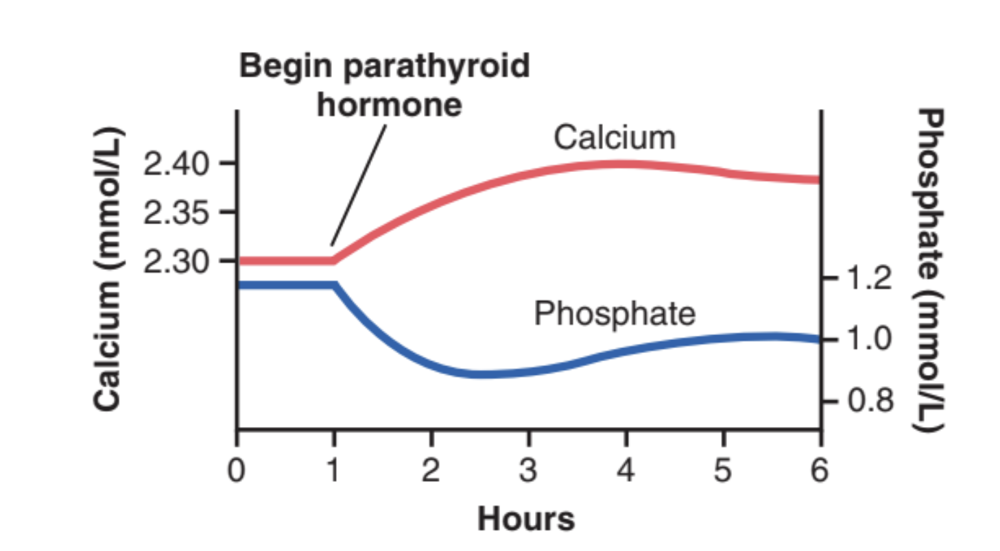 Begin parathyroid
hormone
Calcium (mmol/L)
2.40
2.35
2.30
Calcium
Phosphate
1.2
1.0
0.8
Phosphate (mmol/L)
0 1 2 3 4 5 6
Hours